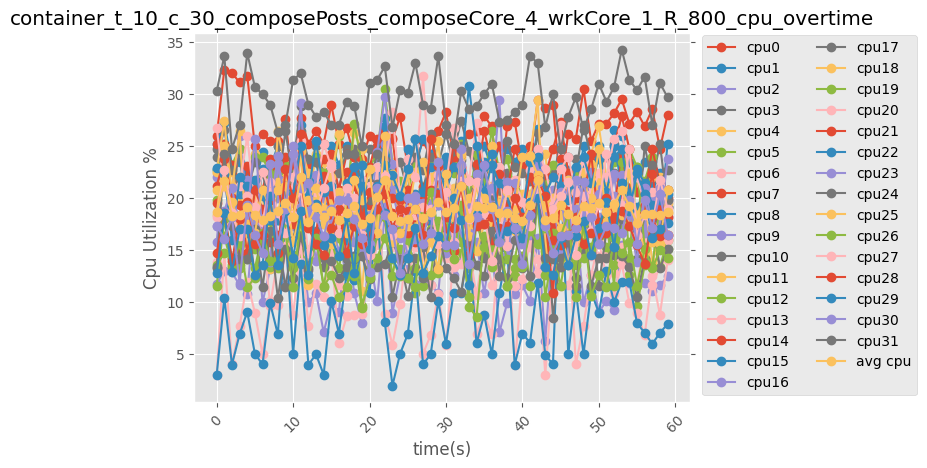 container_t_10_c_30_composePosts_composeCore_4_wrkCore_1_R_800_cpu_overtime
Cpu Utilization %
35
30
25
20
15
10
5
0
10
20
30
40
50
60
time(s)
cpu0
cpu1
cpu2
cpu3
cpu4
cpu5
cpu6
cpu7
cpu8
cpu9
cpu10
cpu11
cpu12
cpu13
cpu14
cpu15
cpu16
cpu17
cpu18
cpu19
cpu20
cpu21
cpu22
cpu23
cpu24
cpu25
cpu26
cpu27
cpu28
cpu29
cpu30
cpu31
avg cpu